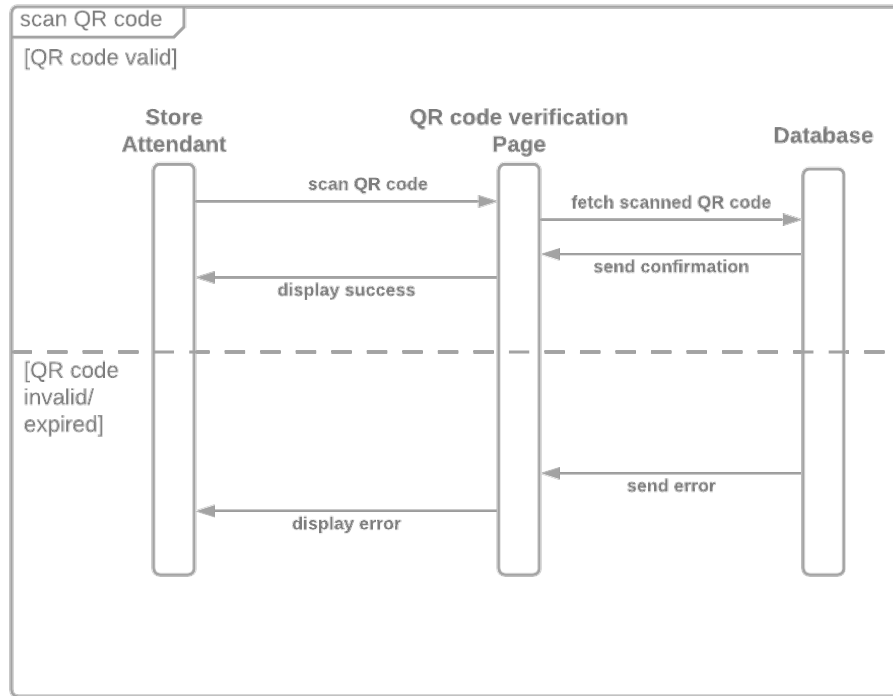 scan QR code
[QR code valid]
Store
Attendant
QR code verification
Page
Database
scan QR code
fetch scanned QR code
send confirmation
display success
[QR code
invalid/
expired]
send error
display error